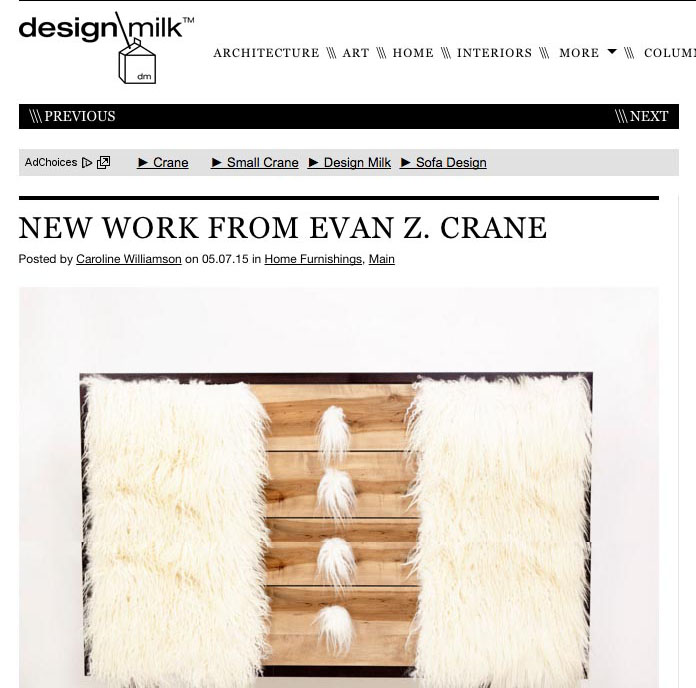 design\milk™
dm
ARCHITECTURE \\\ ART \\\ HOME \\\ INTERIORS \\\ MORE ▼ \\\ COLUMN
\\\ PREVIOUS \\\ NEXT
AdChoices ► Crane ► Small Crane ► Design Milk ► Sofa Design
NEW WORK FROM EVAN Z. CRANE
Posted by Caroline Williamson on 05.07.15 in Home Furnishings, Main